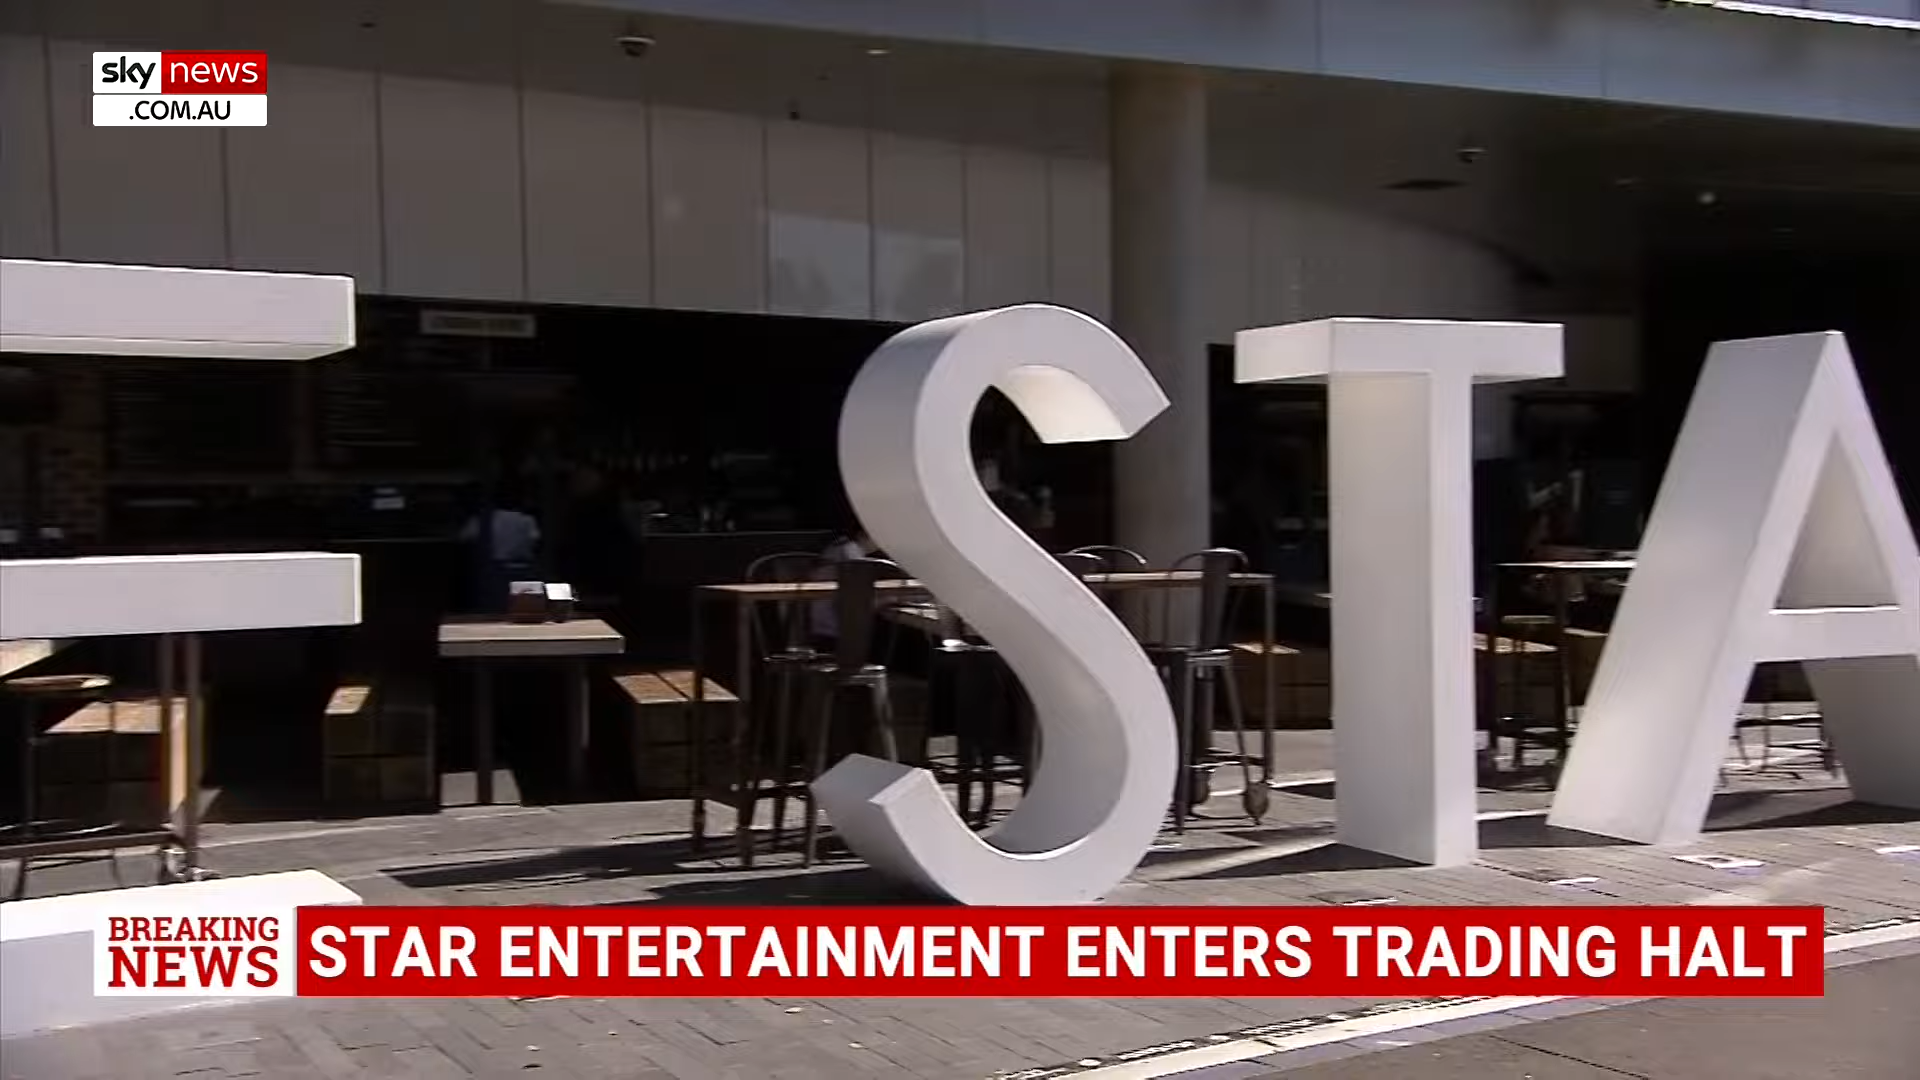 sky news
.COM.AU
E STA
BREAKING
NEWS
STAR ENTERTAINMENT ENTERS TRADING HALT